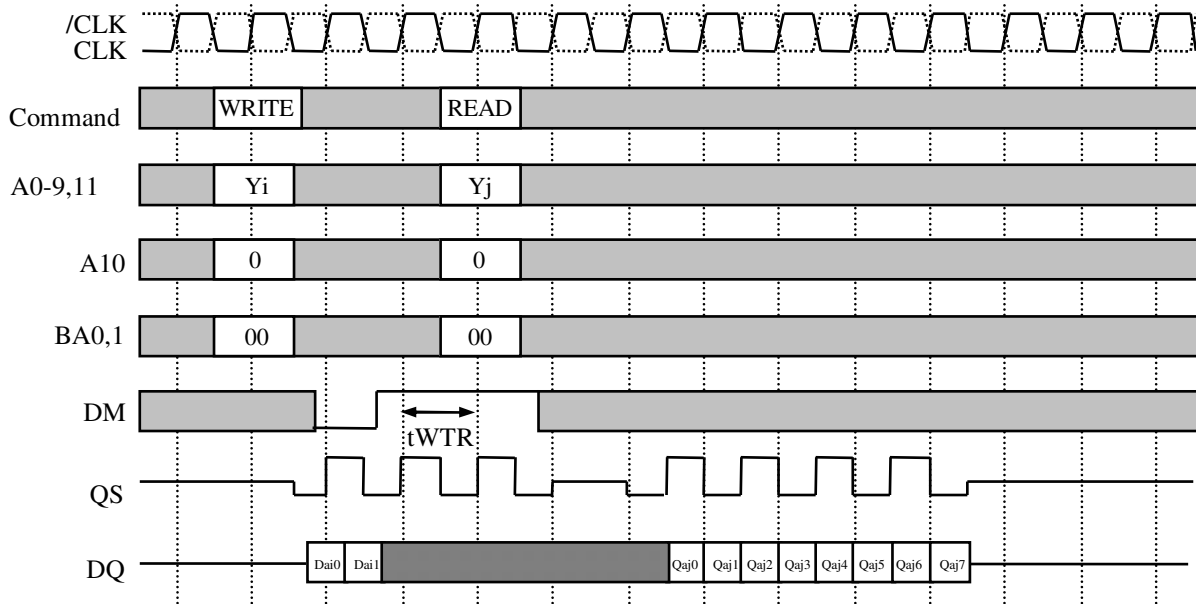 /CLK
CLK
Command WRITE READ
A0-9,11 Yi Yj
A10 0 0
BA0,1 00 00
DM
tWTR
QS
DQ Dai0 Dai1 Qaj0 Qaj1 Qaj2 Qaj3 Qaj4 Qaj5 Qaj6 Qaj7